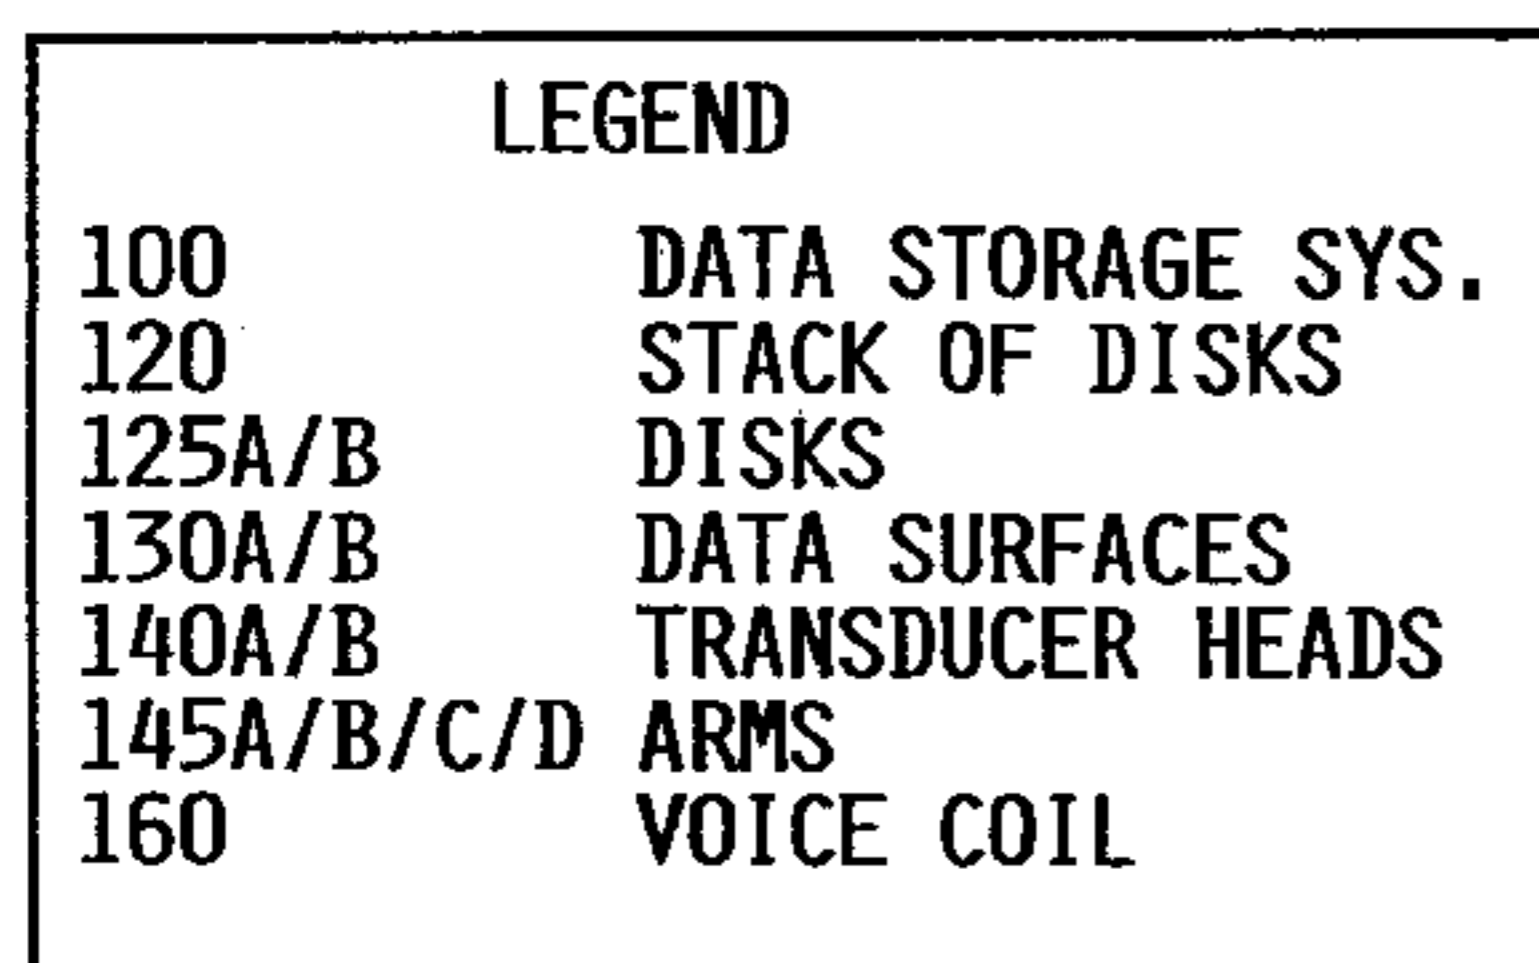 LEGEND
100 DATA STORAGE SYS.
120 STACK OF DISKS
125A/B DISKS
130A/B DATA SURFACES
140A/B TRANSDUCER HEADS
145A/B/C/D ARMS
160 VOICE COIL